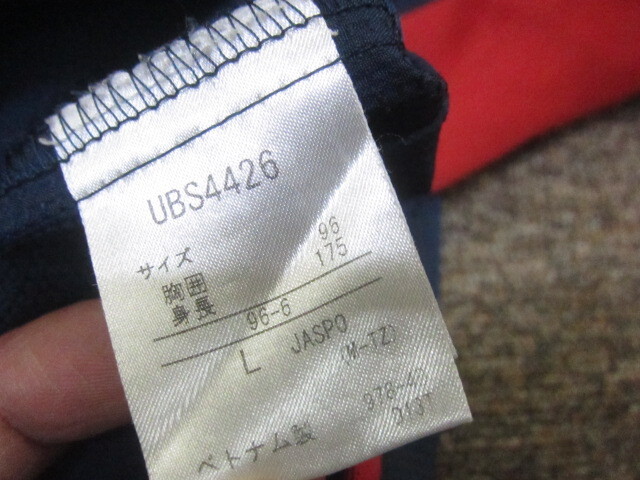 UBS4426
サイズ
胸囲 96
身長 175
96-6
L JASPO
(M-TZ)
ベトナム製